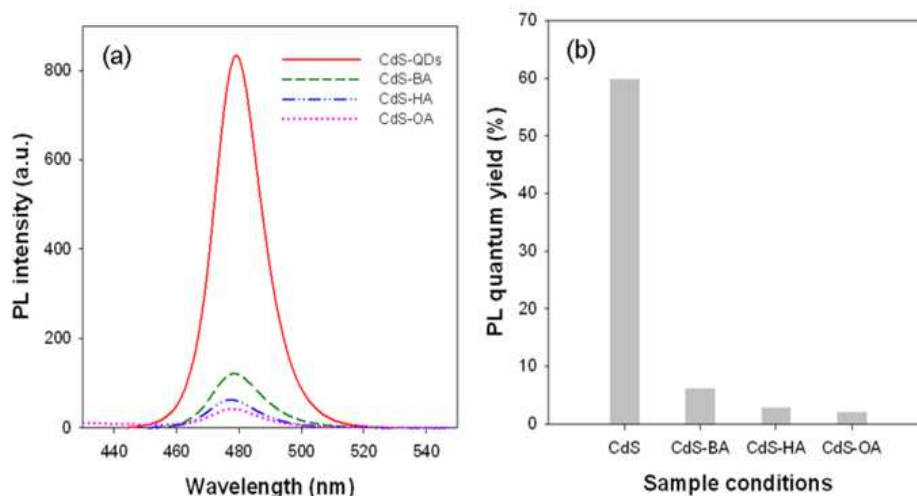 (a)
CdS-QDs
CdS-BA
CdS-HA
CdS-OA
PL intensity (a.u.)
800
600
400
200
0
440 460 480 500 520 540
Wavelength (nm)
(b)
PL quantum yield (%)
70
60
50
40
30
20
10
0
CdS CdS-BA CdS-HA CdS-OA
Sample conditions